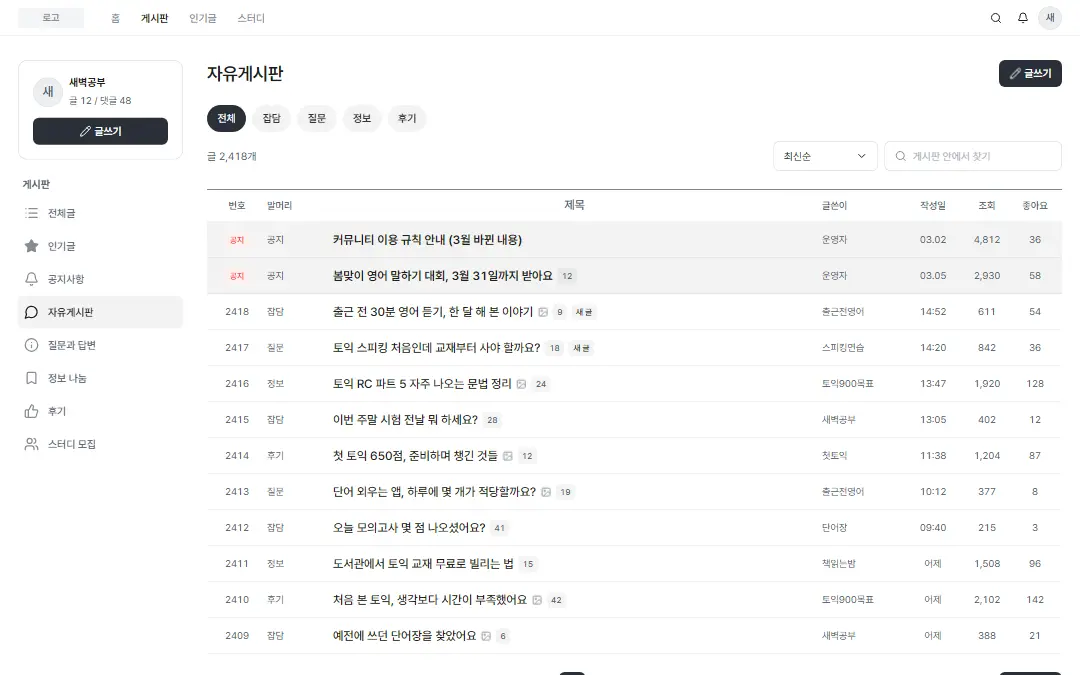 로고 홈 게시판 인기글 스터디 새
새 새벽공부
글 12 / 댓글 48
글쓰기
게시판
전체글
인기글
공지사항
자유게시판
질문과 답변
정보 나눔
후기
스터디 모집
자유게시판 글쓰기
전체 잡담 질문 정보 후기
글 2,418개 최신순 게시판 안에서 찾기
번호 말머리 제목 글쓴이 작성일 조회 좋아요
공지 공지 커뮤니티 이용 규칙 안내 (3월 바뀐 내용) 운영자 03.02 4,812 36
공지 공지 봄맞이 영어 말하기 대회, 3월 31일까지 받아요 12 운영자 03.05 2,930 58
2418 잡담 출근 전 30분 영어 듣기, 한 달 해 본 이야기 9 새 글 출근전영어 14:52 611 54
2417 질문 토익 스피킹 처음인데 교재부터 사야 할까요? 18 새 글 스피킹연습 14:20 842 36
2416 정보 토익 RC 파트 5 자주 나오는 문법 정리 24 토익900목표 13:47 1,920 128
2415 잡담 이번 주말 시험 전날 뭐 하세요? 28 새벽공부 13:05 402 12
2414 후기 첫 토익 650점, 준비하며 챙긴 것들 12 첫토익 11:38 1,204 87
2413 질문 단어 외우는 앱, 하루에 몇 개가 적당할까요? 19 출근전영어 10:12 377 8
2412 잡담 오늘 모의고사 몇 점 나오셨어요? 41 단어장 09:40 215 3
2411 정보 도서관에서 토익 교재 무료로 빌리는 법 15 책읽는밤 어제 1,508 96
2410 후기 처음 본 토익, 생각보다 시간이 부족했어요 42 토익900목표 어제 2,102 142
2409 잡담 예전에 쓰던 단어장을 찾았어요 6 새벽공부 어제 388 21